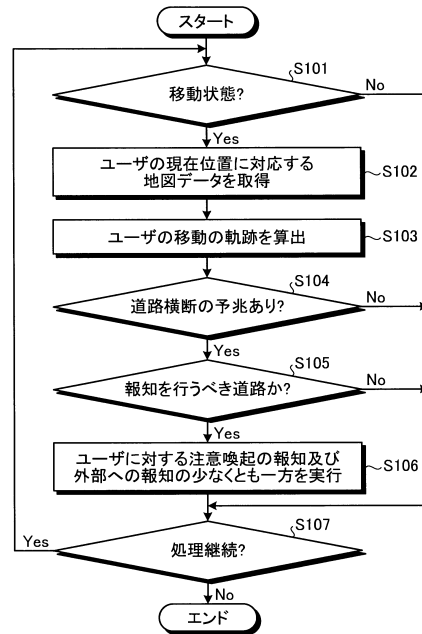 スタート
S101
移動状態?
No
Yes
ユーザの現在位置に対応する
地図データを取得
S102
ユーザの移動の軌跡を算出
S103
S104
道路横断の予兆あり?
No
Yes
S105
報知を行うべき道路か?
No
Yes
ユーザに対する注意喚起の報知及び
外部への報知の少なくとも一方を実行
S106
S107
Yes
処理継続?
No
エンド